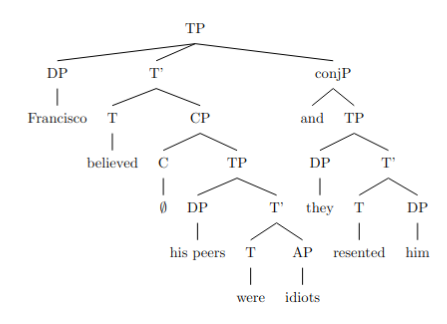 TP
DP T' conjP
Francisco T CP and TP
believed C TP DP T'
∅ DP T' they T DP
his peers T AP resented him
were idiots